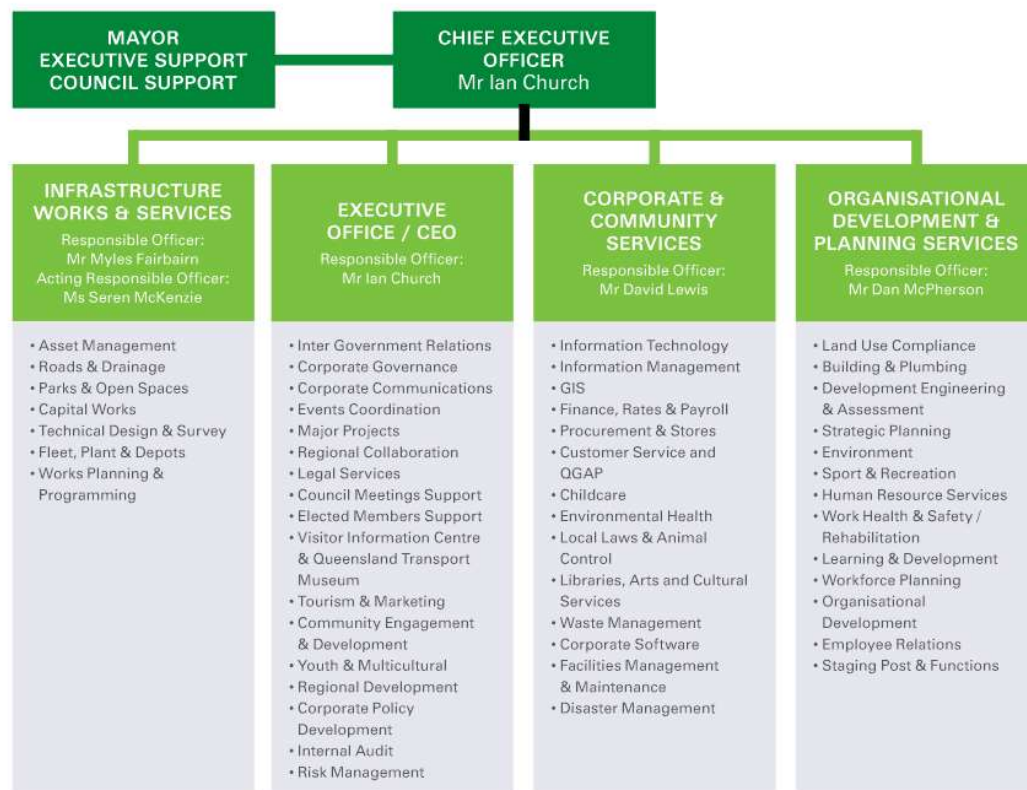 MAYOR
EXECUTIVE SUPPORT
COUNCIL SUPPORT
CHIEF EXECUTIVE
OFFICER
Mr Ian Church
INFRASTRUCTURE
WORKS & SERVICES
Responsible Officer:
Mr Myles Fairbairn
Acting Responsible Officer:
Ms Seren McKenzie
• Asset Management
• Roads & Drainage
• Parks & Open Spaces
• Capital Works
• Technical Design & Survey
• Fleet, Plant & Depots
• Works Planning &
Programming
EXECUTIVE
OFFICE / CEO
Responsible Officer:
Mr Ian Church
• Inter Government Relations
• Corporate Governance
• Corporate Communications
• Events Coordination
• Major Projects
• Regional Collaboration
• Legal Services
• Council Meetings Support
• Elected Members Support
• Visitor Information Centre
& Queensland Transport
Museum
• Tourism & Marketing
• Community Engagement
& Development
• Youth & Multicultural
• Regional Development
• Corporate Policy
Development
• Internal Audit
• Risk Management
CORPORATE &
COMMUNITY
SERVICES
Responsible Officer:
Mr David Lewis
• Information Technology
• Information Management
• GIS
• Finance, Rates & Payroll
• Procurement & Stores
• Customer Service and
QGAP
• Childcare
• Environmental Health
• Local Laws & Animal
Control
• Libraries, Arts and Cultural
Services
• Waste Management
• Corporate Software
• Facilities Management
& Maintenance
• Disaster Management
ORGANISATIONAL
DEVELOPMENT &
PLANNING SERVICES
Responsible Officer:
Mr Dan McPherson
• Land Use Compliance
• Building & Plumbing
• Development Engineering
& Assessment
• Strategic Planning
• Environment
• Sport & Recreation
• Human Resource Services
• Work Health & Safety /
Rehabilitation
• Learning & Development
• Workforce Planning
• Organisational
Development
• Employee Relations
• Staging Post & Functions